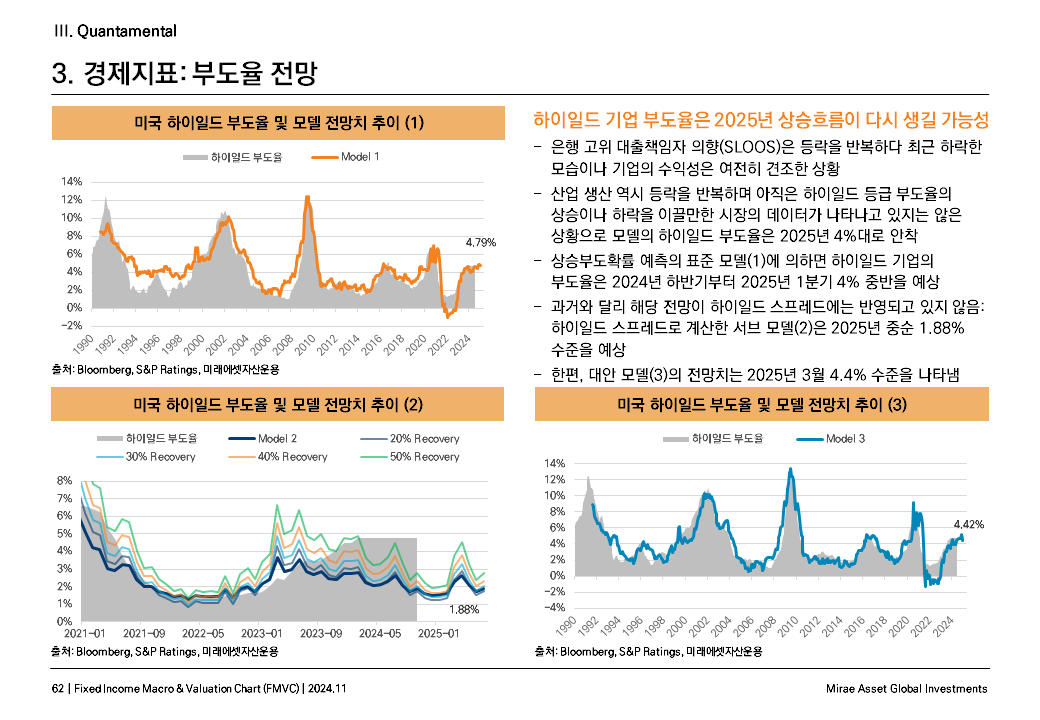 III. Quantamental
3. 경제지표: 부도율 전망
미국 하이일드 부도율 및 모델 전망치 추이 (1)
하이일드 부도율
Model 1
14%
12%
10%
8%
6%
4%
2%
0%
-2%
4.79%
1990
1992
1994
1996
1998
2000
2002
2004
2006
2008
2010
2012
2014
2016
2018
2020
2022
2024
출처: Bloomberg, S&P Ratings, 미래에셋자산운용
하이일드 기업 부도율은 2025년 상승흐름이 다시 생길 가능성
– 은행 고위 대출책임자 의향(SLOOS)은 등락을 반복하다 최근 하락한
모습이나 기업의 수익성은 여전히 견조한 상황
– 산업 생산 역시 등락을 반복하며 아직은 하이일드 등급 부도율의
상승이나 하락을 이끌만한 시장의 데이터가 나타나고 있지는 않은
상황으로 모델의 하이일드 부도율은 2025년 4%대로 안착
– 상승부도확률 예측의 표준 모델(1)에 의하면 하이일드 기업의
부도율은 2024년 하반기부터 2025년 1분기 4% 중반을 예상
– 과거와 달리 해당 전망이 하이일드 스프레드에는 반영되고 있지 않음:
하이일드 스프레드로 계산한 서브 모델(2)은 2025년 중순 1.88%
수준을 예상
– 한편, 대안 모델(3)의 전망치는 2025년 3월 4.4% 수준을 나타냄
미국 하이일드 부도율 및 모델 전망치 추이 (2)
하이일드 부도율
Model 2
20% Recovery
30% Recovery
40% Recovery
50% Recovery
8%
7%
6%
5%
4%
3%
2%
1%
0%
1.88%
2021-01
2021-09
2022-05
2023-01
2023-09
2024-05
2025-01
출처: Bloomberg, S&P Ratings, 미래에셋자산운용
미국 하이일드 부도율 및 모델 전망치 추이 (3)
하이일드 부도율
Model 3
14%
12%
10%
8%
6%
4%
2%
0%
-2%
-4%
4.42%
1990
1992
1994
1996
1998
2000
2002
2004
2006
2008
2010
2012
2014
2016
2018
2020
2022
2024
출처: Bloomberg, S&P Ratings, 미래에셋자산운용
62 | Fixed Income Macro & Valuation Chart (FMVC) | 2024.11
Mirae Asset Global Investments